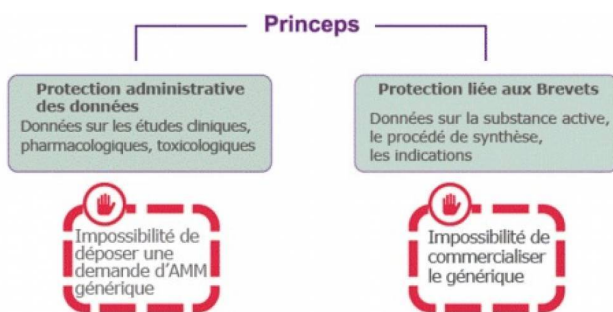 Princeps
Protection administrative
des données
Données sur les études cliniques,
pharmacologiques, toxicologiques
Impossibilité de
déposer une
demande d'AMM
générique
Protection liée aux Brevets
Données sur la substance active,
le procédé de synthèse,
les indications
Impossibilité de
commercialiser
le générique